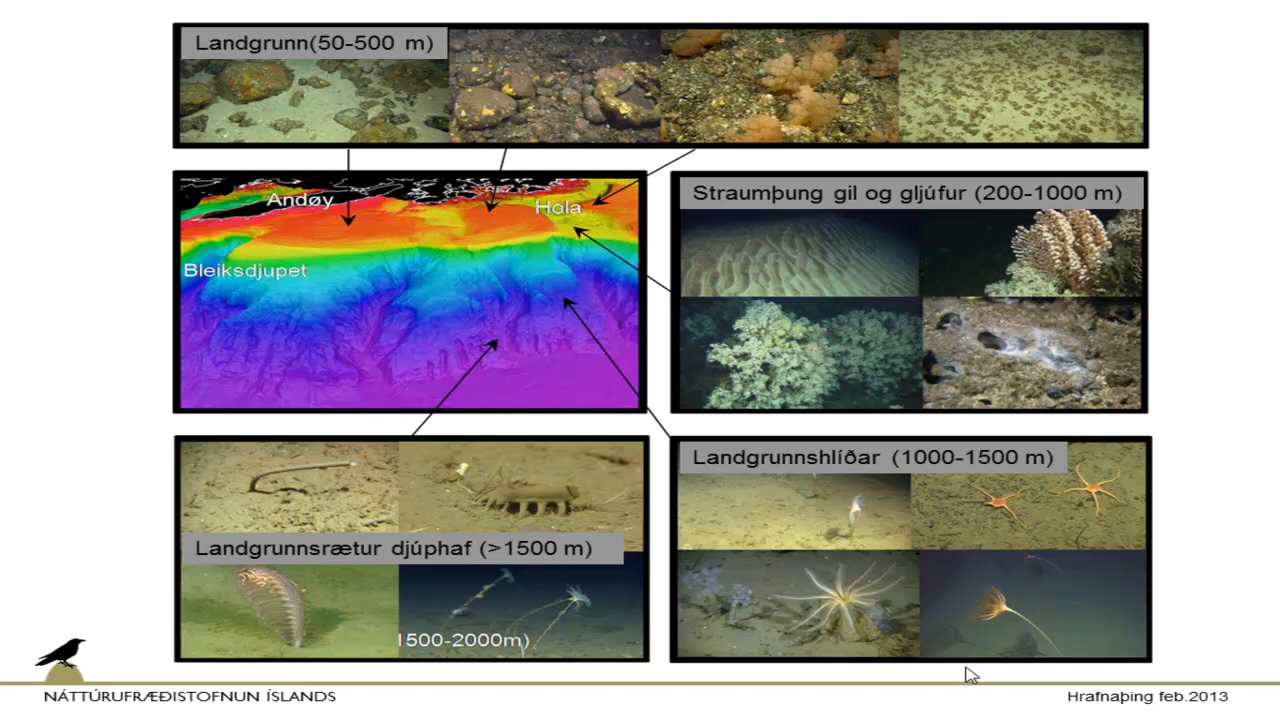 Landgrunn(50-500 m)
Andøy
Hola
Bleiksdjupet
Straumþung gil og gljúfur (200-1000 m)
Landgrunnsrætur djúphaf (>1500 m)
1500-2000m)
Landgrunnshlíðar (1000-1500 m)
NÁTTÚRUFRÆÐISTOFNUN ÍSLANDS
Hrafnaþing feb.2013